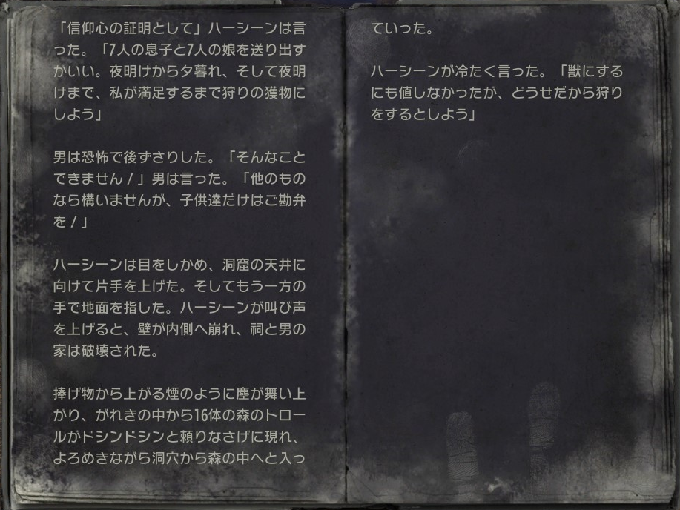 「信仰心の証明として」ハーシーンは言
った。「7人の息子と7人の娘を送り出す
がいい。夜明けから夕暮れ、そして夜明
けまで、私が満足するまで狩りの獲物に
しよう」
男は恐怖で後ずさりした。「そんなこと
できません！」男は言った。「他のもの
なら構いませんが、子供達だけはご勘弁
を！」
ハーシーンは目をしかめ、洞窟の天井に
向けて片手を上げた。そしてもう一方の
手で地面を指した。ハーシーンが叫び声
を上げると、壁が内側へ崩れ、祠と男の
家は破壊された。
捧げ物から上がる煙のように塵が舞い上
がり、がれきの中から16体の森のトロー
ルがドシンドシンと頼りなさげに現れ、
よろめきながら洞穴から森の中へと入っ
ていった。
ハーシーンが冷たく言った。「獣にする
にも値しなかったが、どうせだから狩り
をするとしよう」